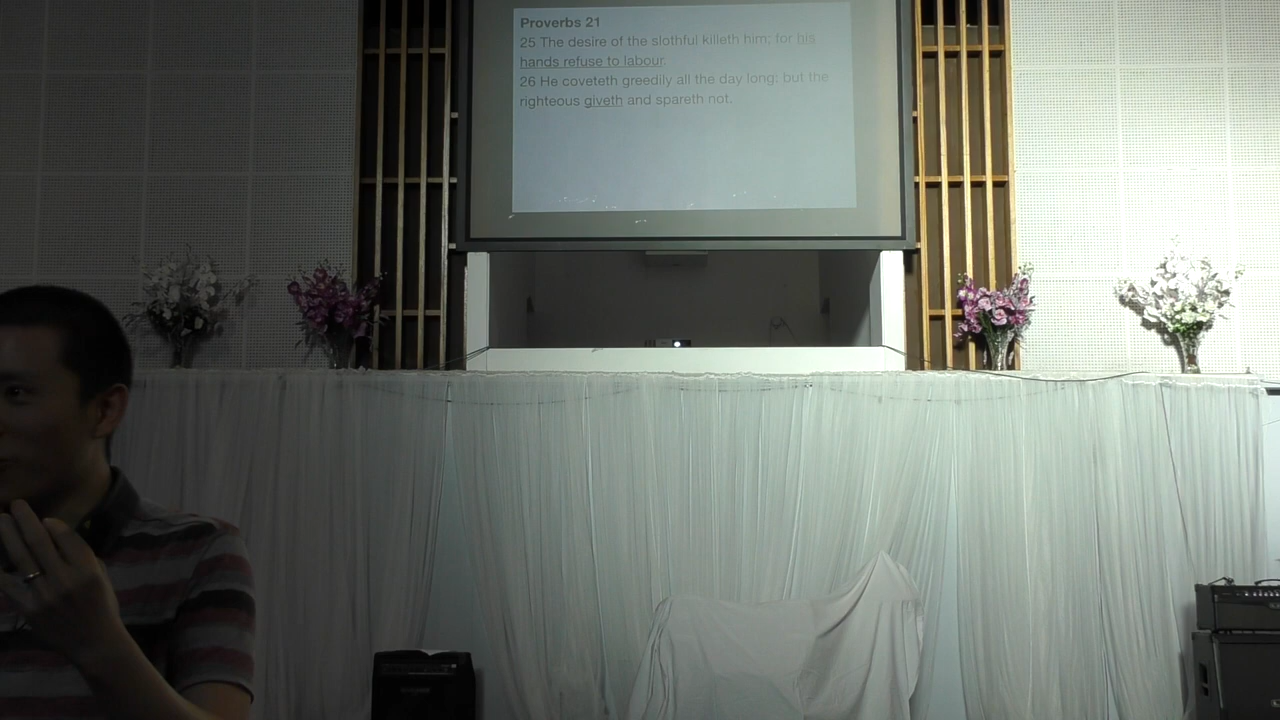 Proverbs 21
25 The desire of the slothful killeth him; for his
hands refuse to labour.
26 He coveteth greedily all the day long: but the
righteous giveth and spareth not.